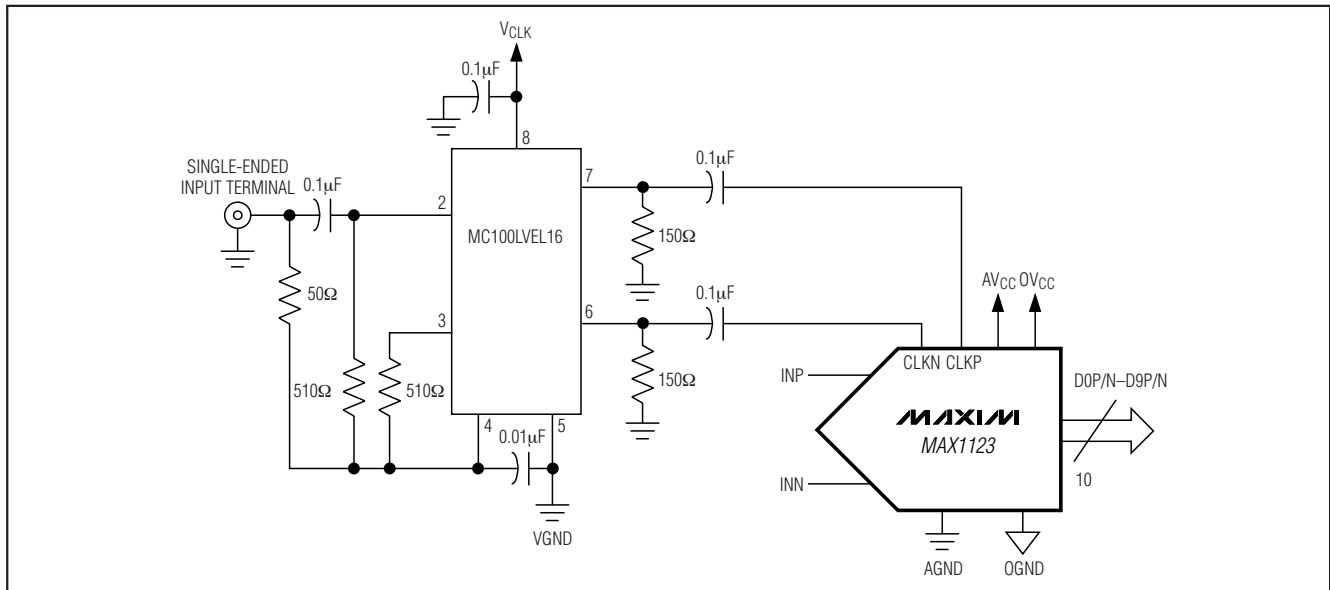 VCLK
0.1µF
8
SINGLE-ENDED
INPUT TERMINAL
0.1µF
2
7
0.1µF
MC100LVEL16
150Ω
50Ω
AVCC OVCC
0.1µF
3
6
510Ω
510Ω
150Ω
CLKN CLKP
INP
D0P/N–D9P/N
MAXIM
MAX1123
4
0.01µF
5
INN
10
VGND
AGND
OGND